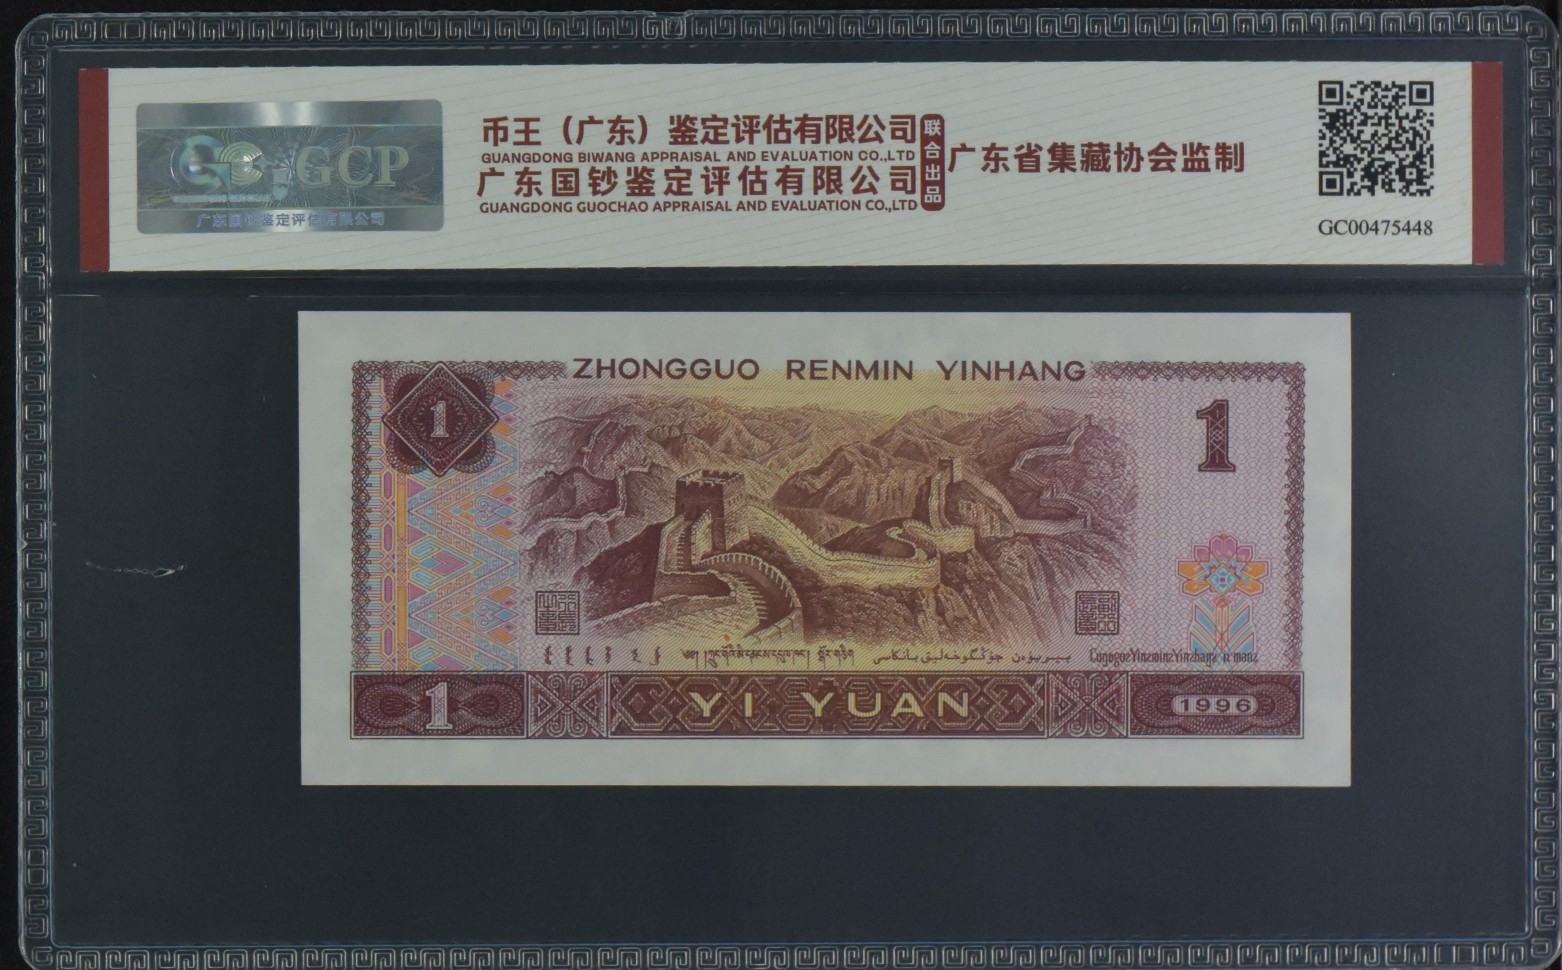 GCP
币王（广东）鉴定评估有限公司
GUANGDONG BIWANG APPRAISAL AND EVALUATION CO.,LTD
广东国钞鉴定评估有限公司
GUANGDONG GUOCHAO APPRAISAL AND EVALUATION CO.,LTD
联合出品
广东省集藏协会监制
GC00475448
广东国钞鉴定评估有限公司
ZHONGGUO RENMIN YINHANG
1
1
1
YI YUAN
1996